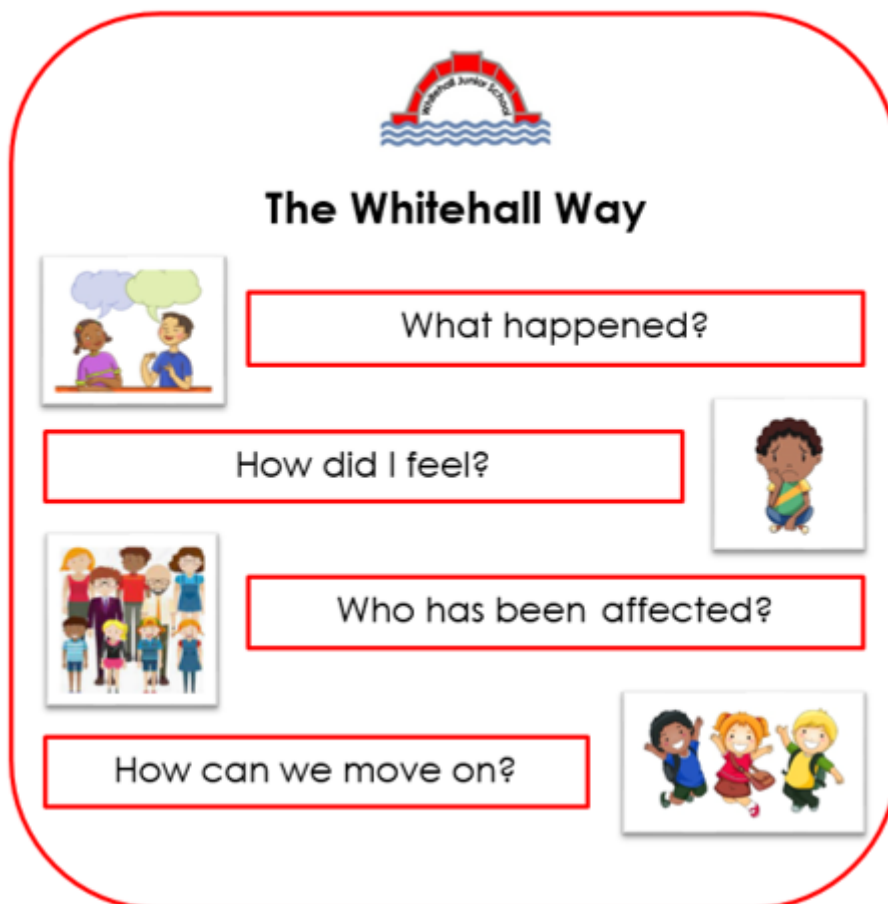 Whitehall Junior School
The Whitehall Way
What happened?
How did I feel?
Who has been affected?
How can we move on?